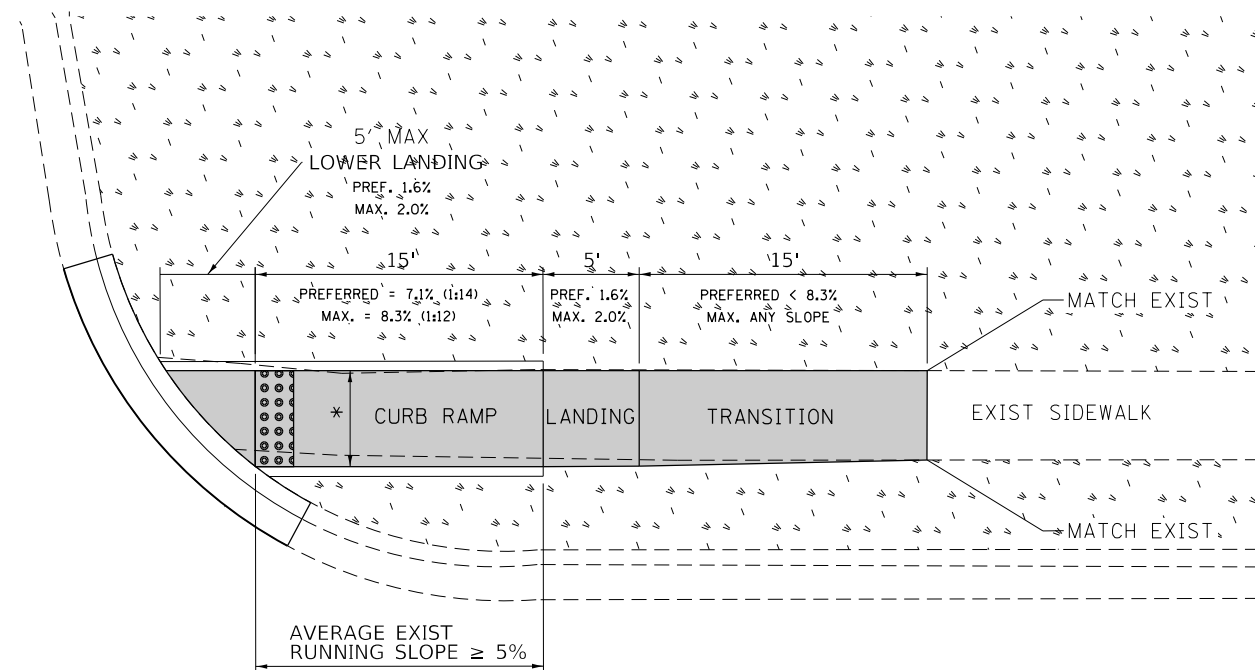 5' MAX
LOWER LANDING
PREF. 1.6%
MAX. 2.0%
15'
5'
15'
PREFERRED = 7.1% (1:14)
MAX. = 8.3% (1:12)
PREF. 1.6%
MAX. 2.0%
PREFERRED < 8.3%
MAX. ANY SLOPE
MATCH EXIST
*
CURB RAMP
LANDING
TRANSITION
EXIST SIDEWALK
MATCH EXIST.
AVERAGE EXIST
RUNNING SLOPE ≥ 5%